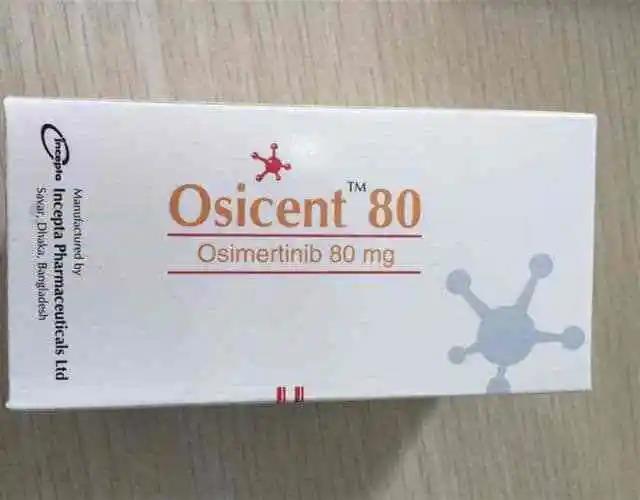 Osicent™ 80
Osimertinib 80 mg
Incepta
Manufactured by
Incepta Pharmaceuticals Ltd
Savar, Dhaka, Bangladesh